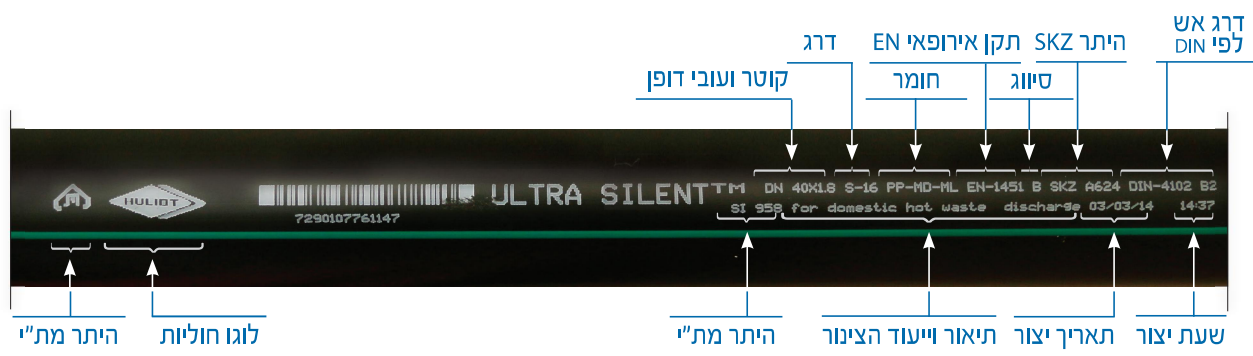 דרג אש
לפי DIN
היתר SKZ
תקן אירופאי EN
דרג
סיווג
חומר
קוטר ועובי דופן
HULIOT
7290107761147
ULTRA SILENT™
DN 40X1.8 S-16 PP-MD-ML EN-1451 B SKZ A624 DIN-4102 B2
SI 958 for domestic hot waste discharge 03/03/14 14:37
שעת יצור
תאריך יצור
תיאור וייעוד הצינור
היתר מת"י
לוגו חוליות
היתר מת"י